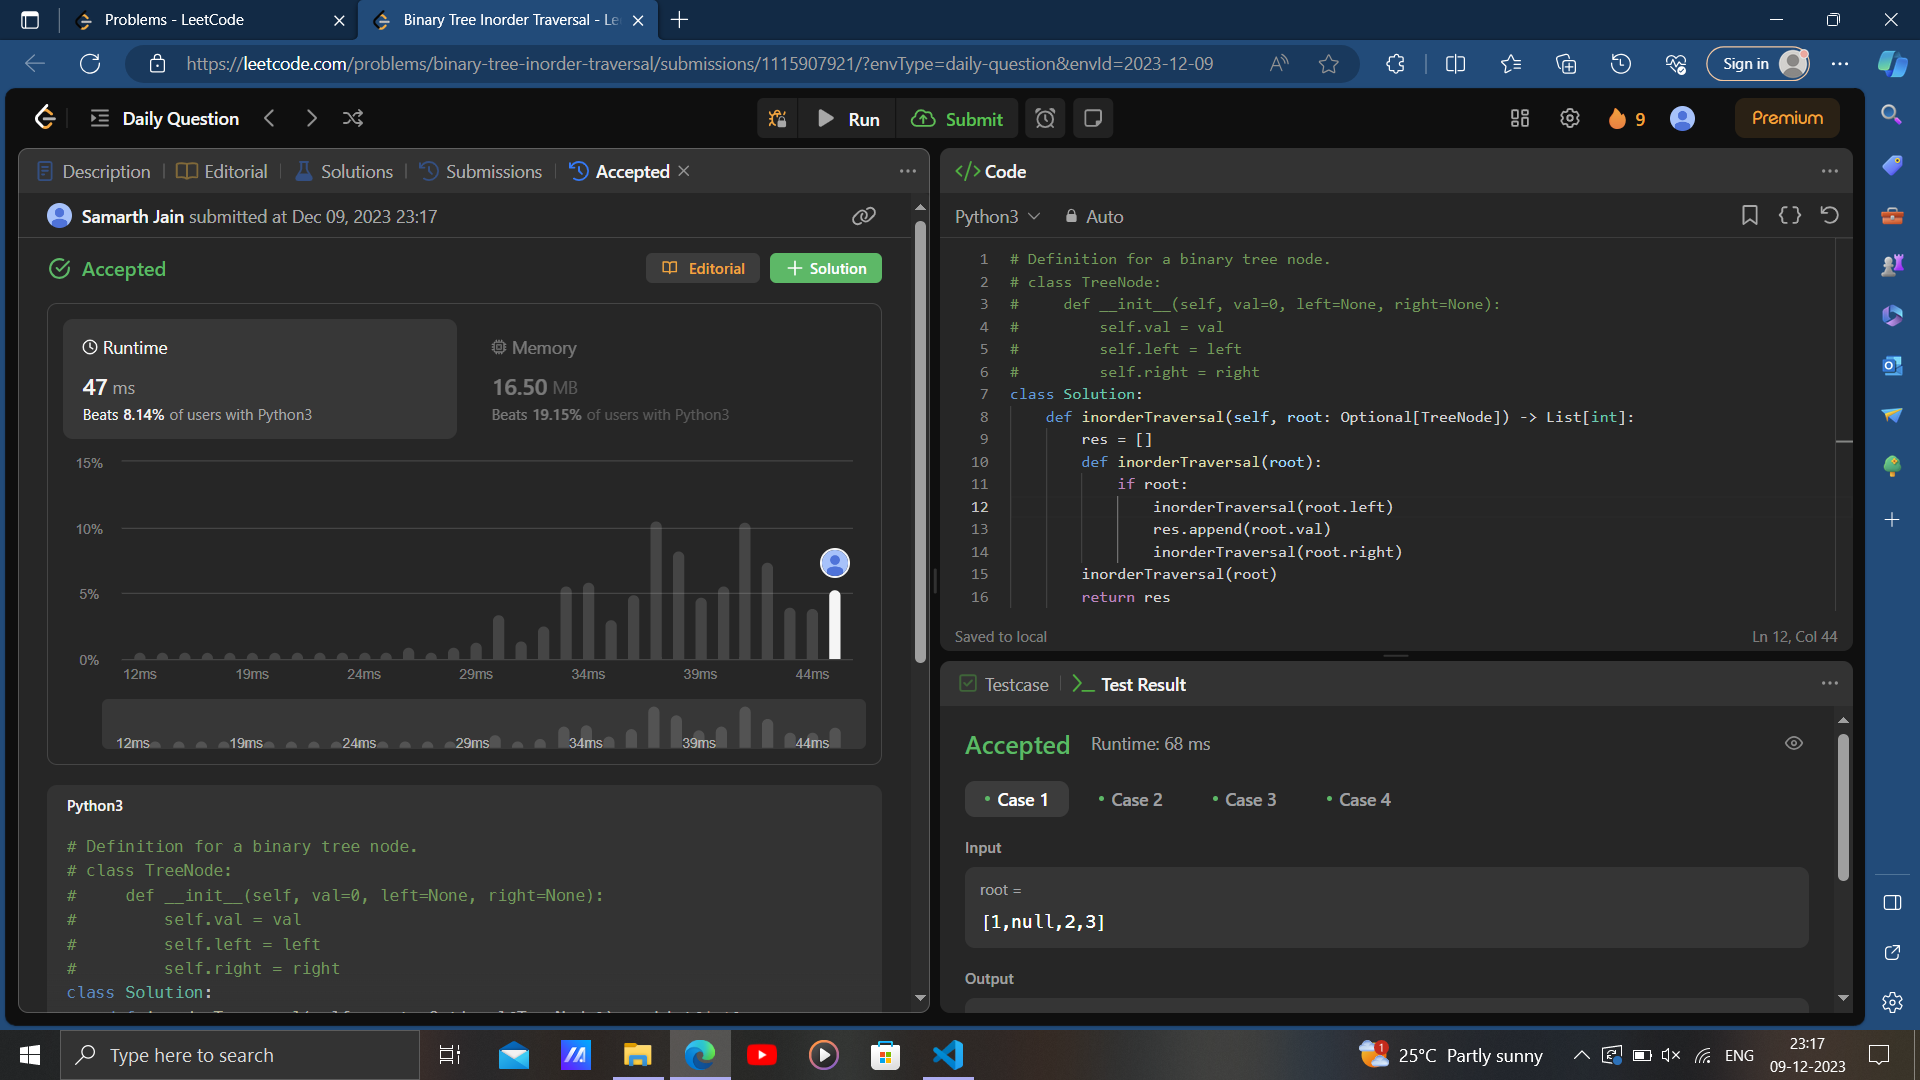 Problems - LeetCode
Binary Tree Inorder Traversal - Le
https://leetcode.com/problems/binary-tree-inorder-traversal/submissions/1115907921/?envType=daily-question&envId=2023-12-09
Sign in
Daily Question
Run
Submit
9
Premium
Description
Editorial
Solutions
Submissions
Accepted
Samarth Jain submitted at Dec 09, 2023 23:17
Accepted
Editorial
Solution
Runtime
47 ms
Beats 8.14% of users with Python3
Memory
16.50 MB
Beats 19.15% of users with Python3
15%
10%
5%
0%
12ms 19ms 24ms 29ms 34ms 39ms 44ms
12ms 19ms 24ms 29ms 34ms 39ms 44ms
Python3
# Definition for a binary tree node.
# class TreeNode:
#     def __init__(self, val=0, left=None, right=None):
#         self.val = val
#         self.left = left
#         self.right = right
class Solution:
</> Code
Python3
Auto
1 # Definition for a binary tree node.
2 # class TreeNode:
3 #     def __init__(self, val=0, left=None, right=None):
4 #         self.val = val
5 #         self.left = left
6 #         self.right = right
7 class Solution:
8     def inorderTraversal(self, root: Optional[TreeNode]) -> List[int]:
9         res = []
10         def inorderTraversal(root):
11             if root:
12                 inorderTraversal(root.left)
13                 res.append(root.val)
14                 inorderTraversal(root.right)
15         inorderTraversal(root)
16         return res
Saved to local
Ln 12, Col 44
Testcase
Test Result
Accepted
Runtime: 68 ms
• Case 1
• Case 2
• Case 3
• Case 4
Input
root =
[1,null,2,3]
Output
Type here to search
1
25°C Partly sunny
ENG
23:17
09-12-2023